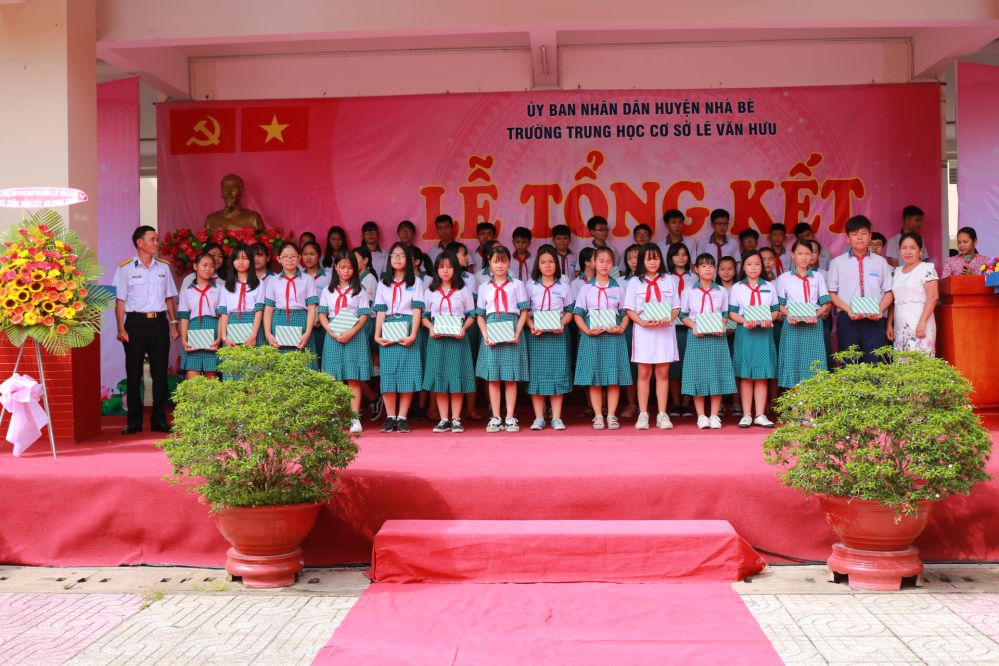 ỦY BAN NHÂN DÂN HUYỆN NHÀ BÈ
TRƯỜNG TRUNG HỌC CƠ SỞ LÊ VĂN HƯU
LỄ TỔNG KẾT